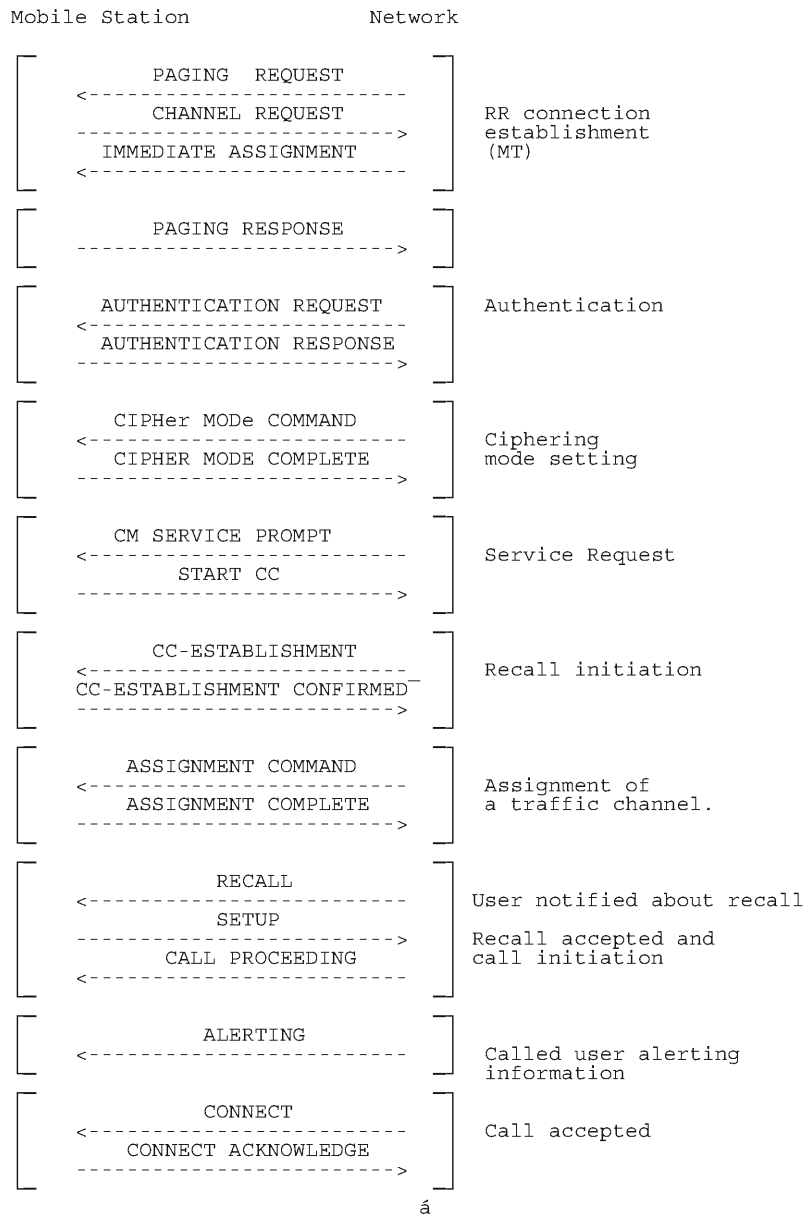 Mobile Station Network
PAGING REQUEST
<---------------------------
CHANNEL REQUEST RR connection
---------------------------> establishment
IMMEDIATE ASSIGNMENT (MT)
<---------------------------
PAGING RESPONSE
--------------------------->
AUTHENTICATION REQUEST Authentication
<---------------------------
AUTHENTICATION RESPONSE
--------------------------->
CIPHer MODe COMMAND
<--------------------------- Ciphering
CIPHER MODE COMPLETE mode setting
--------------------------->
CM SERVICE PROMPT
<--------------------------- Service Request
START CC
--------------------------->
CC-ESTABLISHMENT
<--------------------------- Recall initiation
CC-ESTABLISHMENT CONFIRMED
--------------------------->
ASSIGNMENT COMMAND
<--------------------------- Assignment of
ASSIGNMENT COMPLETE a traffic channel.
--------------------------->
RECALL
<--------------------------- User notified about recall
SETUP
---------------------------> Recall accepted and
CALL PROCEEDING call initiation
<---------------------------
ALERTING
<--------------------------- Called user alerting
information
CONNECT
<--------------------------- Call accepted
CONNECT ACKNOWLEDGE
--------------------------->
á